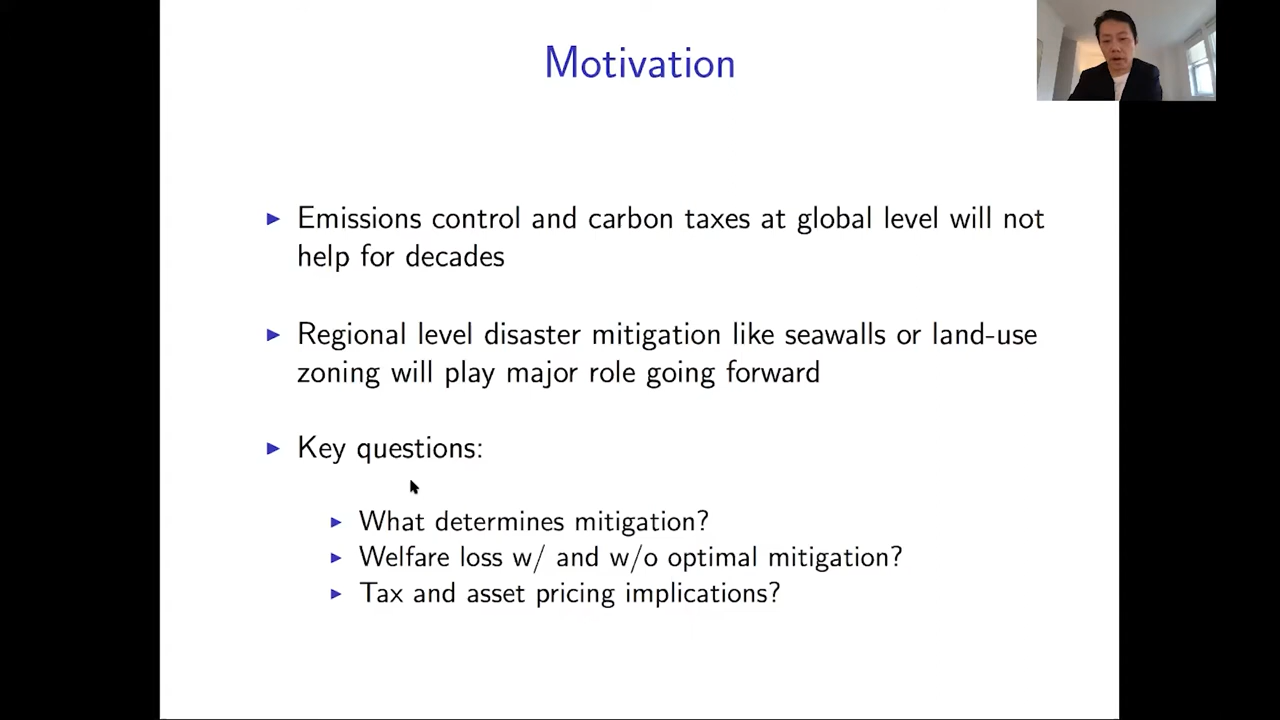 Motivation
Emissions control and carbon taxes at global level will not
help for decades
Regional level disaster mitigation like seawalls or land-use
zoning will play major role going forward
Key questions:
What determines mitigation?
Welfare loss w/ and w/o optimal mitigation?
Tax and asset pricing implications?